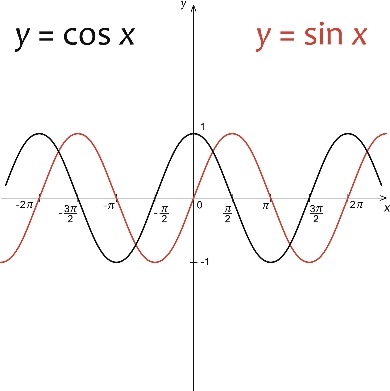 y
y = cos x
y = sin x
1
-2π -3π/2 -π -π/2 0 π/2 π 3π/2 2π x
-1